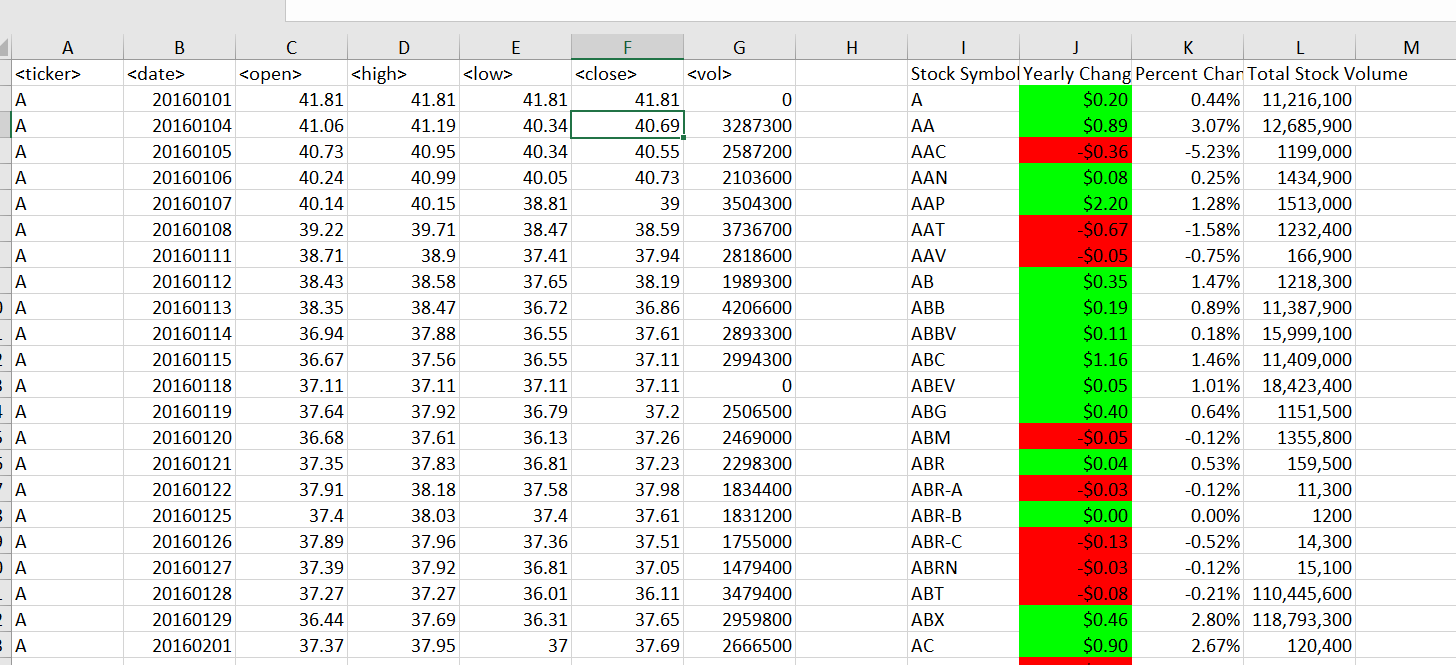 A B C D E F G H I J K L M
<ticker> <date> <open> <high> <low> <close> <vol> Stock Symbol Yearly Chang Percent Chan Total Stock Volume
A 20160101 41.81 41.81 41.81 41.81 0 A $0.20 0.44% 11,216,100
A 20160104 41.06 41.19 40.34 40.69 3287300 AA $0.89 3.07% 12,685,900
A 20160105 40.73 40.95 40.34 40.55 2587200 AAC -$0.36 -5.23% 1199,000
A 20160106 40.24 40.99 40.05 40.73 2103600 AAN $0.08 0.25% 1434,900
A 20160107 40.14 40.15 38.81 39 3504300 AAP $2.20 1.28% 1513,000
A 20160108 39.22 39.71 38.47 38.59 3736700 AAT -$0.67 -1.58% 1232,400
A 20160111 38.71 38.9 37.41 37.94 2818600 AAV -$0.05 -0.75% 166,900
A 20160112 38.43 38.58 37.65 38.19 1989300 AB $0.35 1.47% 1218,300
A 20160113 38.35 38.47 36.72 36.86 4206600 ABB $0.19 0.89% 11,387,900
A 20160114 36.94 37.88 36.55 37.61 2893300 ABBV $0.11 0.18% 15,999,100
A 20160115 36.67 37.56 36.55 37.11 2994300 ABC $1.16 1.46% 11,409,000
A 20160118 37.11 37.11 37.11 37.11 0 ABEV $0.05 1.01% 18,423,400
A 20160119 37.64 37.92 36.79 37.2 2506500 ABG $0.40 0.64% 1151,500
A 20160120 36.68 37.61 36.13 37.26 2469000 ABM -$0.05 -0.12% 1355,800
A 20160121 37.35 37.83 36.81 37.23 2298300 ABR $0.04 0.53% 159,500
A 20160122 37.91 38.18 37.58 37.98 1834400 ABR-A -$0.03 -0.12% 11,300
A 20160125 37.4 38.03 37.4 37.61 1831200 ABR-B $0.00 0.00% 1200
A 20160126 37.89 37.96 37.36 37.51 1755000 ABR-C -$0.13 -0.52% 14,300
A 20160127 37.39 37.92 36.81 37.05 1479400 ABRN -$0.03 -0.12% 15,100
A 20160128 37.27 37.27 36.01 36.11 3479400 ABT -$0.08 -0.21% 110,445,600
A 20160129 36.44 37.69 36.31 37.65 2959800 ABX $0.46 2.80% 118,793,300
A 20160201 37.37 37.95 37 37.69 2666500 AC $0.90 2.67% 120,400